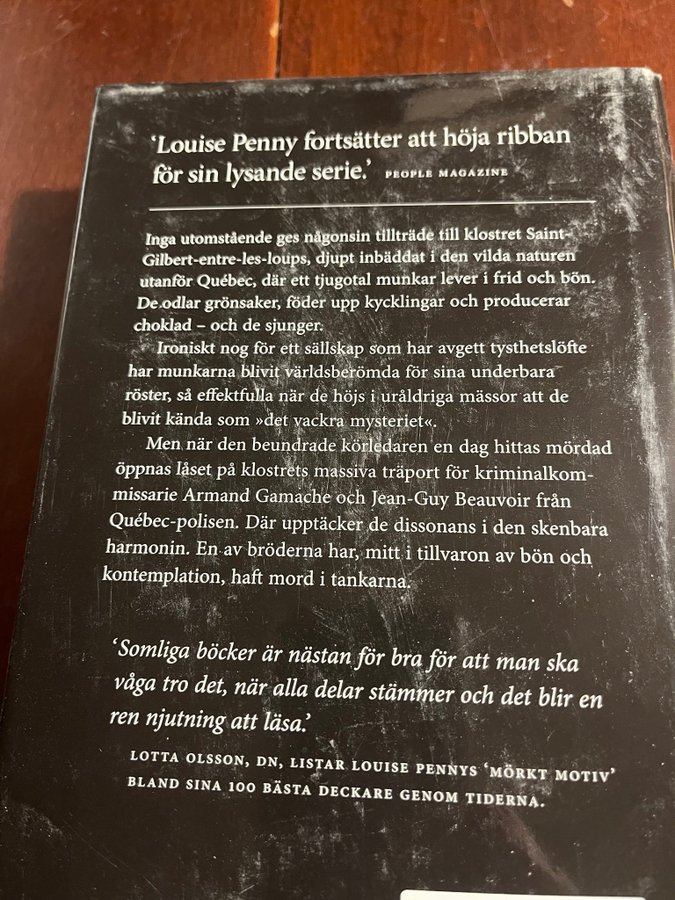 ‘Louise Penny fortsätter att höja ribban
för sin lysande serie.’ PEOPLE MAGAZINE
Inga utomstående ges någonsin tillträde till klostret Saint-
Gilbert-entre-les-loups, djupt inbäddat i den vilda naturen
utanför Québec, där ett tjugotal munkar lever i frid och bön.
De odlar grönsaker, föder upp kycklingar och producerar
choklad – och de sjunger.
Ironiskt nog för ett sällskap som har avgett tysthetslöfte
har munkarna blivit världsberömda för sina underbara
röster, så effektfulla när de höjs i uråldriga mässor att de
blivit kända som »det vackra mysteriet«.
Men när den beundrade körledaren en dag hittas mördad
öppnas låset på klostrets massiva träport för kriminalkom-
missarie Armand Gamache och Jean-Guy Beauvoir från
Québec-polisen. Där upptäcker de dissonans i den skenbara
harmonin. En av bröderna har, mitt i tillvaron av bön och
kontemplation, haft mord i tankarna.
‘Somliga böcker är nästan för bra för att man ska
våga tro det, när alla delar stämmer och det blir en
ren njutning att läsa.’
LOTTA OLSSON, DN, LISTAR LOUISE PENNYS ‘MÖRKT MOTIV’
BLAND SINA 100 BÄSTA DECKARE GENOM TIDERNA.